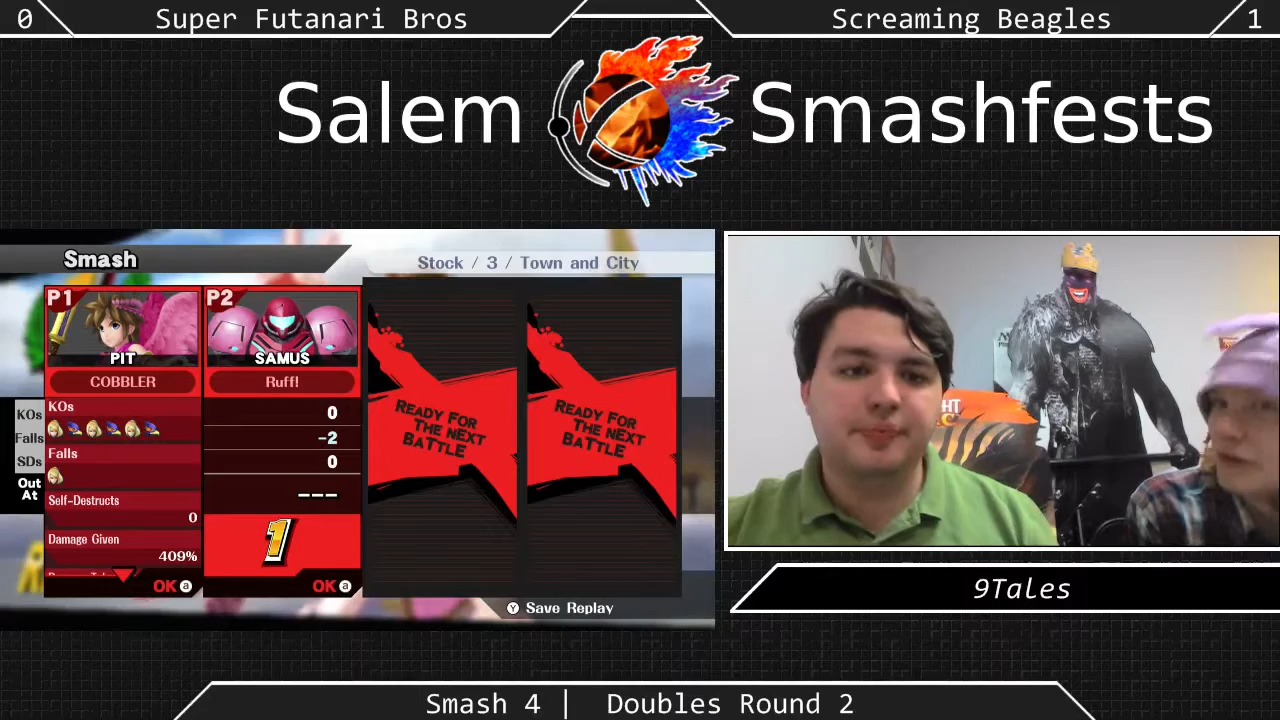 0 Super Futanari Bros Screaming Beagles 1
Salem Smashfests
Smash
Stock / 3 / Town and City
P1 P2
PIT SAMUS
COBBLER Ruff!
KOs KOs 0
Falls -2
Falls
SDs 0
Out
At
Self-Destructs
0
---
Damage Given
409%
1
OK a OK a
READY FOR
THE NEXT
BATTLE
READY FOR
THE NEXT
BATTLE
Y Save Replay
9Tales
Smash 4 | Doubles Round 2